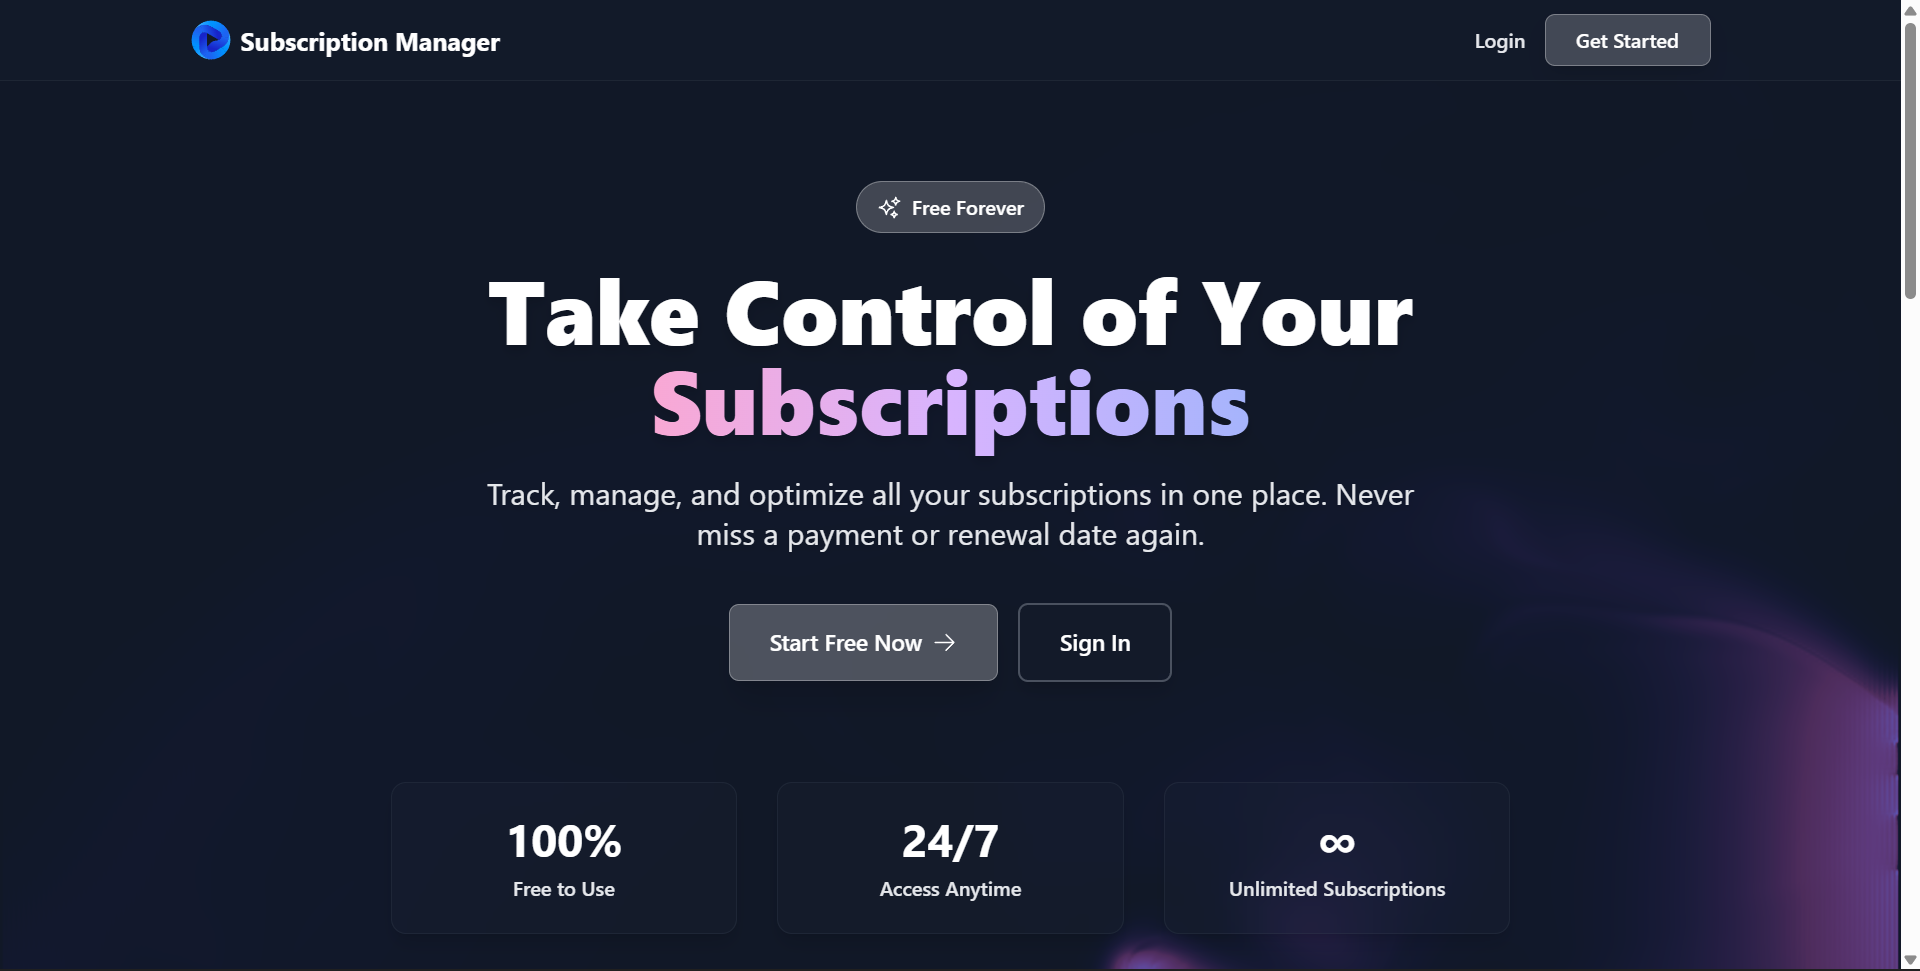 Subscription Manager
Login
Get Started
Free Forever
Take Control of Your
Subscriptions
Track, manage, and optimize all your subscriptions in one place. Never
miss a payment or renewal date again.
Start Free Now →
Sign In
100%
Free to Use
24/7
Access Anytime
∞
Unlimited Subscriptions